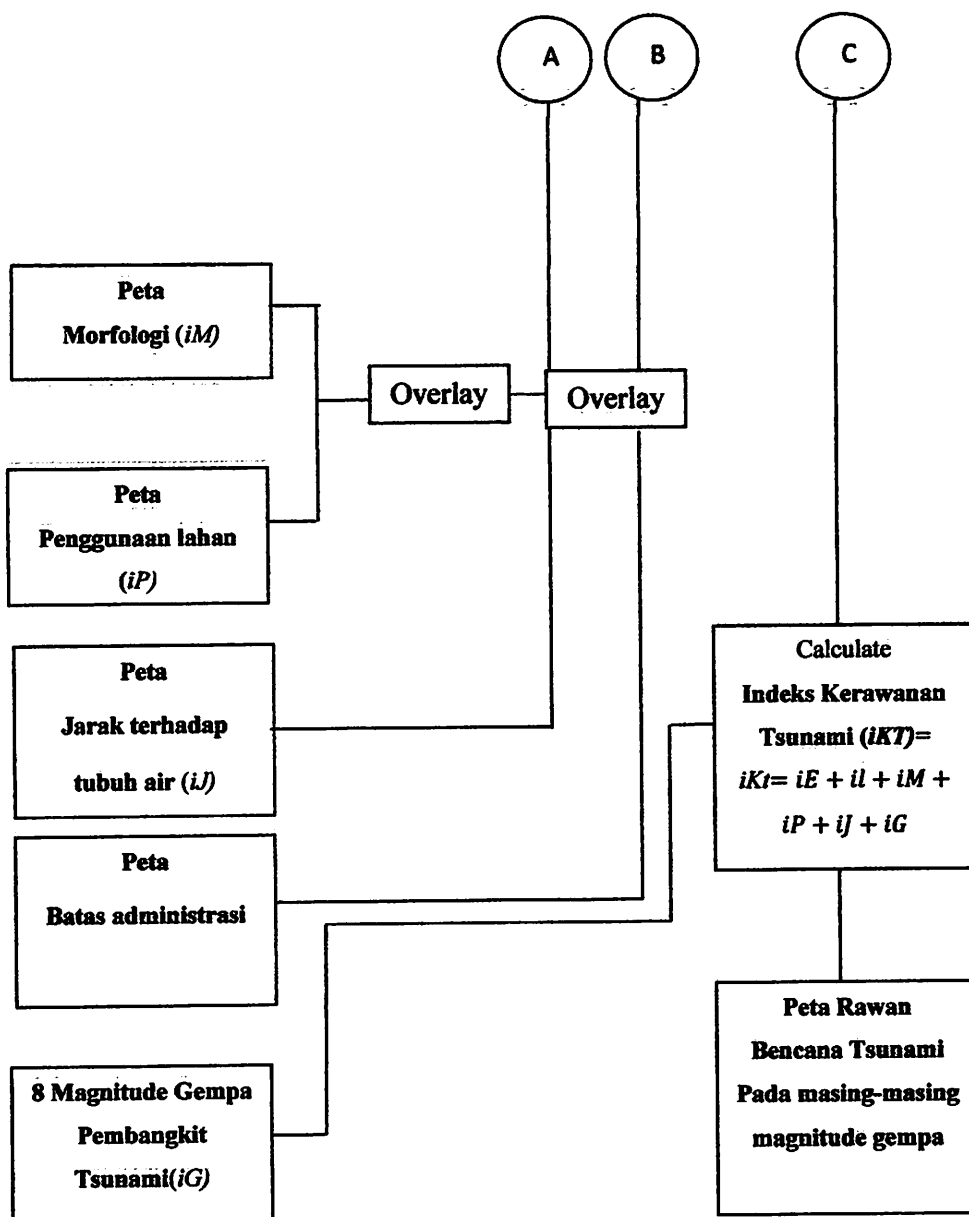 A
B
C
Peta
Morfologi (iM)
Overlay
Overlay
Peta
Penggunaan lahan
(iP)
Peta
Jarak terhadap
tubuh air (iJ)
Calculate
Indeks Kerawanan
Tsunami (iKT)=
iKt= iE + il + iM +
iP + iJ + iG
Peta
Batas administrasi
8 Magnitude Gempa
Pembangkit
Tsunami(iG)
Peta Rawan
Bencana Tsunami
Pada masing-masing
magnitude gempa